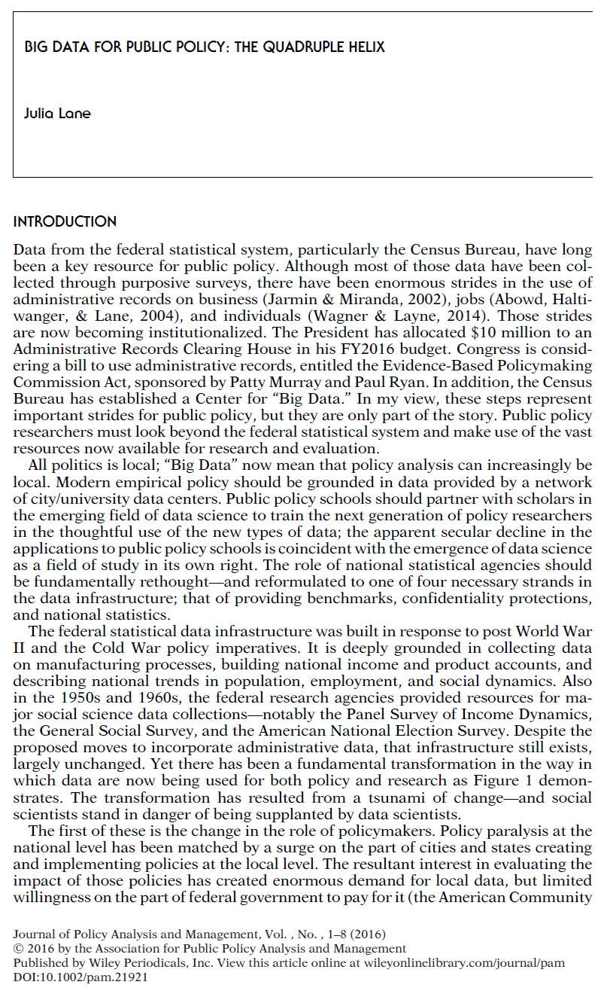 BIG DATA FOR PUBLIC POLICY: THE QUADRUPLE HELIX
Julia Lane
INTRODUCTION
Data from the federal statistical system, particularly the Census Bureau, have long
been a key resource for public policy. Although most of those data have been col-
lected through purposive surveys, there have been enormous strides in the use of
administrative records on business (Jarmin & Miranda, 2002), jobs (Abowd, Halti-
wanger, & Lane, 2004), and individuals (Wagner & Layne, 2014). Those strides
are now becoming institutionalized. The President has allocated $10 million to an
Administrative Records Clearing House in his FY2016 budget. Congress is consid-
ering a bill to use administrative records, entitled the Evidence-Based Policymaking
Commission Act, sponsored by Patty Murray and Paul Ryan. In addition, the Census
Bureau has established a Center for “Big Data.” In my view, these steps represent
important strides for public policy, but they are only part of the story. Public policy
researchers must look beyond the federal statistical system and make use of the vast
resources now available for research and evaluation.
All politics is local; “Big Data” now mean that policy analysis can increasingly be
local. Modern empirical policy should be grounded in data provided by a network
of city/university data centers. Public policy schools should partner with scholars in
the emerging field of data science to train the next generation of policy researchers
in the thoughtful use of the new types of data; the apparent secular decline in the
applications to public policy schools is coincident with the emergence of data science
as a field of study in its own right. The role of national statistical agencies should
be fundamentally rethought—and reformulated to one of four necessary strands in
the data infrastructure; that of providing benchmarks, confidentiality protections,
and national statistics.
The federal statistical data infrastructure was built in response to post World War
II and the Cold War policy imperatives. It is deeply grounded in collecting data
on manufacturing processes, building national income and product accounts, and
describing national trends in population, employment, and social dynamics. Also
in the 1950s and 1960s, the federal research agencies provided resources for ma-
jor social science data collections—notably the Panel Survey of Income Dynamics,
the General Social Survey, and the American National Election Survey. Despite the
proposed moves to incorporate administrative data, that infrastructure still exists,
largely unchanged. Yet there has been a fundamental transformation in the way in
which data are now being used for both policy and research as Figure 1 demon-
strates. The transformation has resulted from a tsunami of change—and social
scientists stand in danger of being supplanted by data scientists.
The first of these is the change in the role of policymakers. Policy paralysis at the
national level has been matched by a surge on the part of cities and states creating
and implementing policies at the local level. The resultant interest in evaluating the
impact of those policies has created enormous demand for local data, but limited
willingness on the part of federal government to pay for it (the American Community
Journal of Policy Analysis and Management, Vol. , No. , 1–8 (2016)
© 2016 by the Association for Public Policy Analysis and Management
Published by Wiley Periodicals, Inc. View this article online at wileyonlinelibrary.com/journal/pam
DOI:10.1002/pam.21921